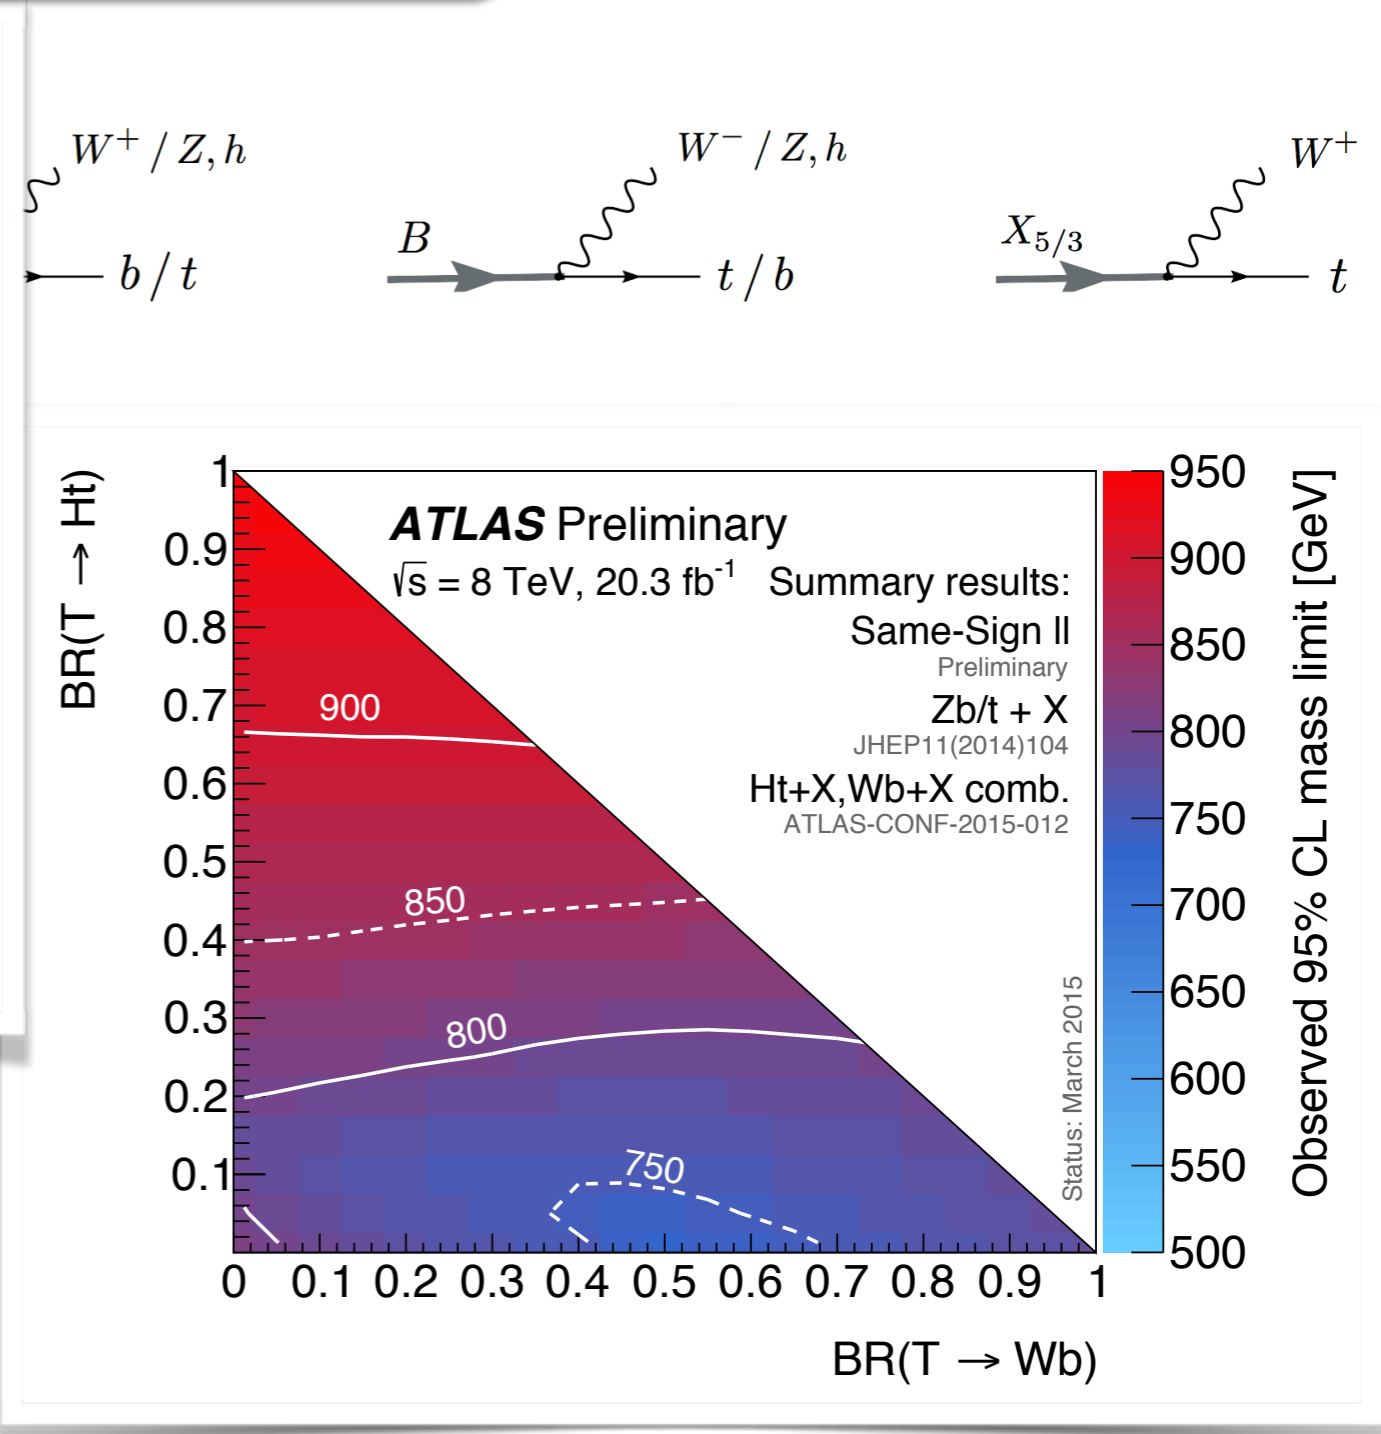 W⁺ / Z, h
b / t
B
W⁻ / Z, h
t / b
X₅/₃
W⁺
t
BR(T → Ht)
1
0.9
0.8
0.7
0.6
0.5
0.4
0.3
0.2
0.1
ATLAS Preliminary
√s = 8 TeV, 20.3 fb⁻¹
Summary results:
Same-Sign ll
Preliminary
Zb/t + X
JHEP11(2014)104
Ht+X,Wb+X comb.
ATLAS-CONF-2015-012
Status: March 2015
900
850
800
750
0 0.1 0.2 0.3 0.4 0.5 0.6 0.7 0.8 0.9 1
BR(T → Wb)
950
900
850
800
750
700
650
600
550
500
Observed 95% CL mass limit [GeV]